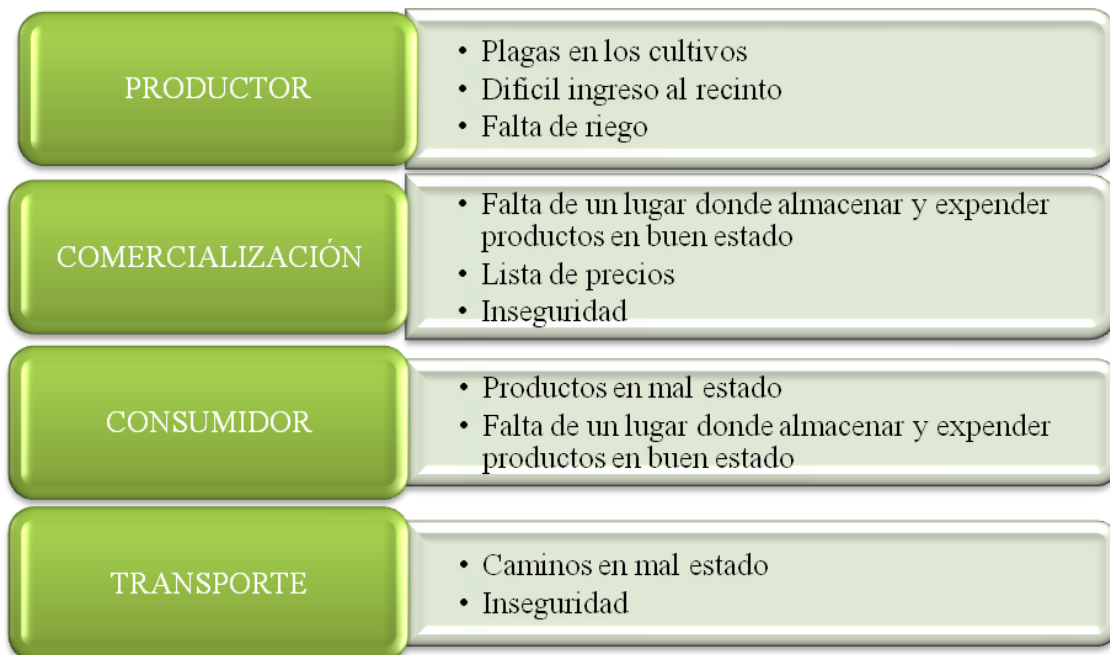 PRODUCTOR
• Plagas en los cultivos
• Dificil ingreso al recinto
• Falta de riego
COMERCIALIZACIÓN
• Falta de un lugar donde almacenar y expender
productos en buen estado
• Lista de precios
• Inseguridad
CONSUMIDOR
• Productos en mal estado
• Falta de un lugar donde almacenar y expender
productos en buen estado
TRANSPORTE
• Caminos en mal estado
• Inseguridad